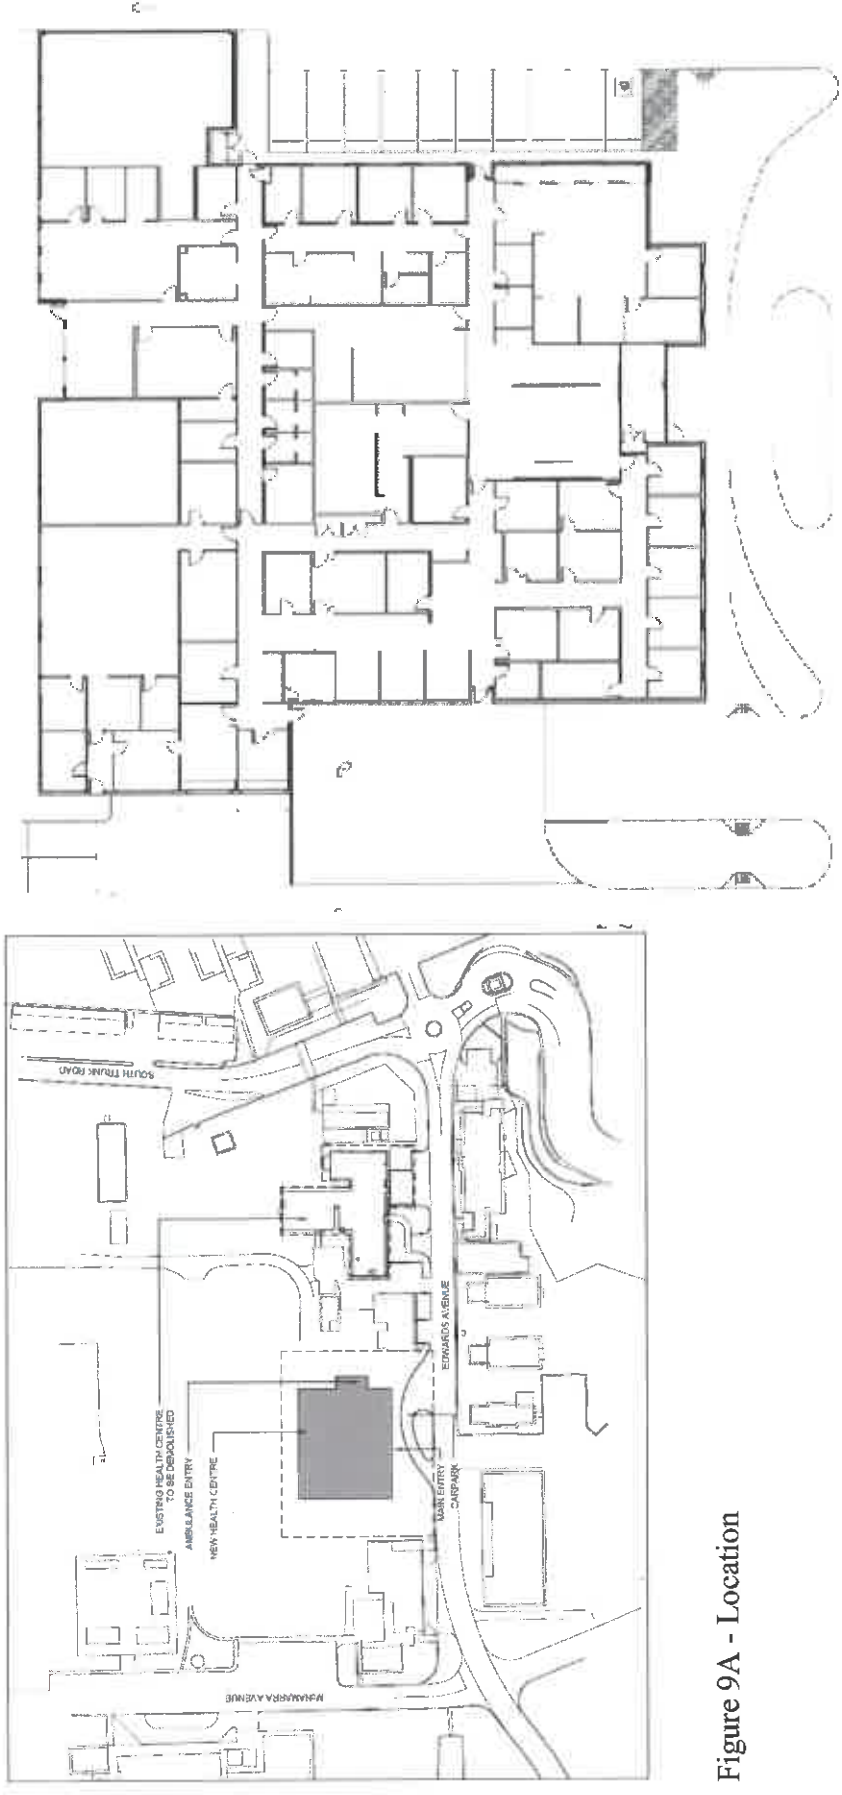 SOUTH TRUNK ROAD
EXISTING HEALTH CENTRE
TO BE DEMOLISHED
AMBULANCE ENTRY
NEW HEALTH CENTRE
EDWARDS AVENUE
MAIN ENTRY
CARPARK
McNAMARRA AVENUE
Figure 9A - Location